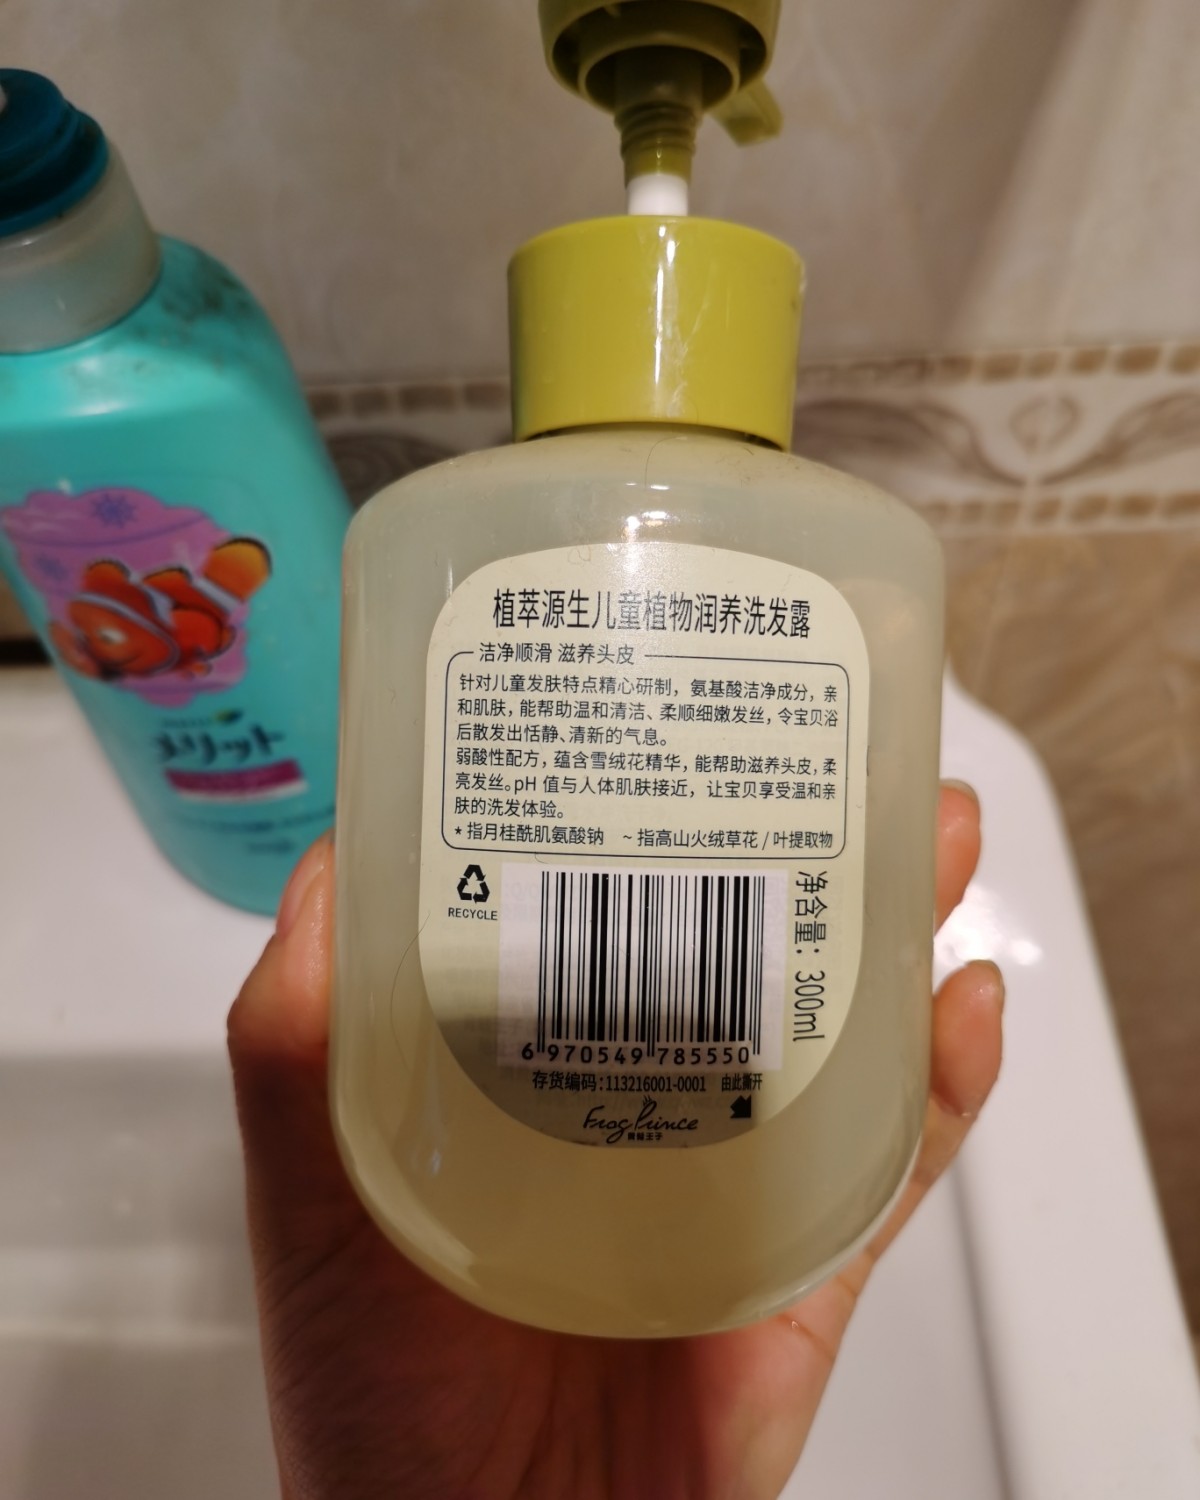 植萃源生儿童植物润养洗发露
洁净顺滑 滋养头皮
针对儿童发肤特点精心研制，氨基酸洁净成分，亲
和肌肤，能帮助温和清洁、柔顺细嫩发丝，令宝贝浴
后散发出恬静、清新的气息。
弱酸性配方，蕴含雪绒花精华，能帮助滋养头皮，柔
亮发丝。pH 值与人体肌肤接近，让宝贝享受温和亲
肤的洗发体验。
* 指月桂酰肌氨酸钠 ~ 指高山火绒草花 / 叶提取物
RECYCLE
净含量：300ml
6 970549 785550
存货编码：113216001-0001 由此撕开
Frog Prince
青蛙王子
メリット